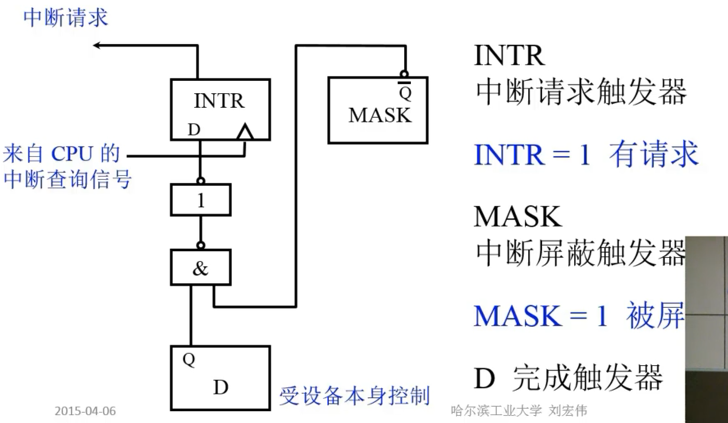 中断请求
INTR
D
来自 CPU 的
中断查询信号
1
&
Q
D
受设备本身控制
Q
MASK
INTR
中断请求触发器
INTR = 1 有请求
MASK
中断屏蔽触发器
MASK = 1 被屏
D 完成触发器
2015-04-06
哈尔滨工业大学 刘宏伟